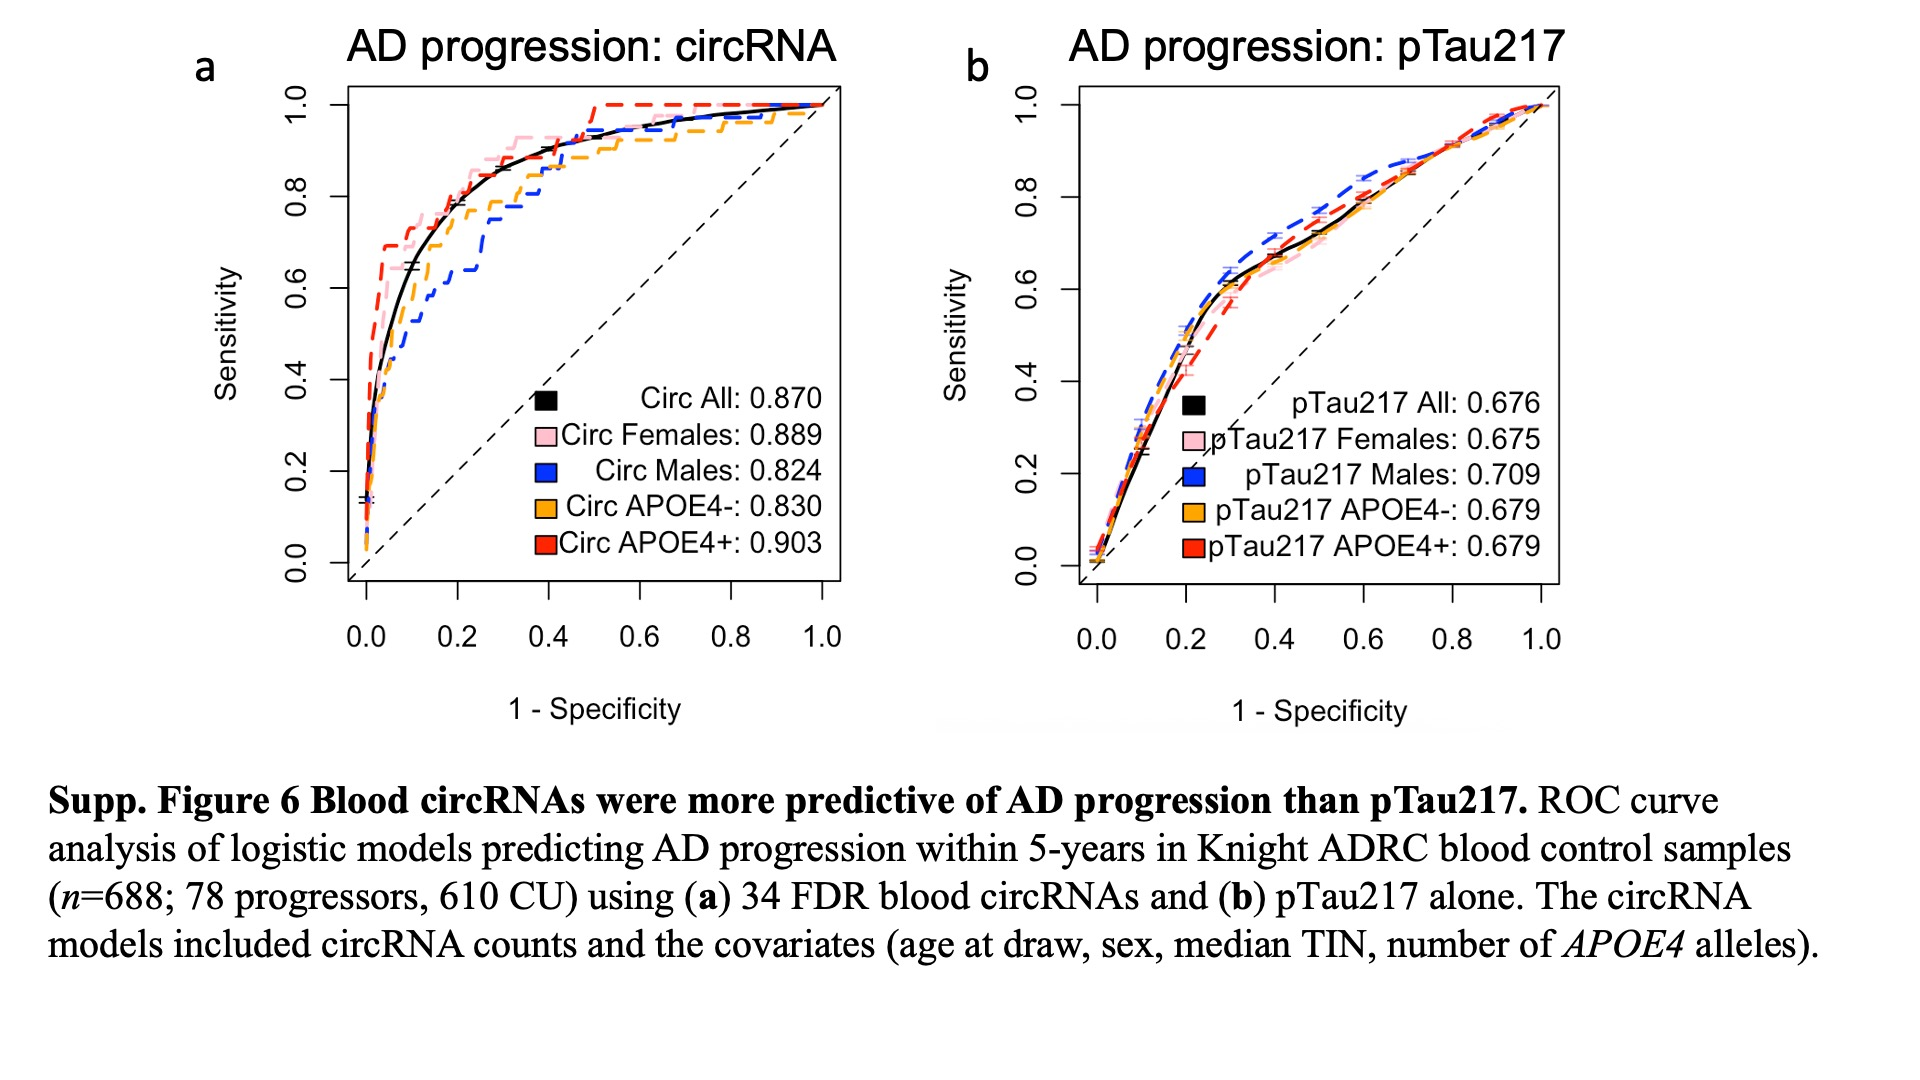 a
AD progression: circRNA
Sensitivity
1.0
0.8
0.6
0.4
0.2
0.0
Circ All: 0.870
Circ Females: 0.889
Circ Males: 0.824
Circ APOE4-: 0.830
Circ APOE4+: 0.903
0.0 0.2 0.4 0.6 0.8 1.0
1 - Specificity
b
AD progression: pTau217
Sensitivity
1.0
0.8
0.6
0.4
0.2
0.0
pTau217 All: 0.676
pTau217 Females: 0.675
pTau217 Males: 0.709
pTau217 APOE4-: 0.679
pTau217 APOE4+: 0.679
0.0 0.2 0.4 0.6 0.8 1.0
1 - Specificity
Supp. Figure 6 Blood circRNAs were more predictive of AD progression than pTau217. ROC curve
analysis of logistic models predicting AD progression within 5-years in Knight ADRC blood control samples
(n=688; 78 progressors, 610 CU) using (a) 34 FDR blood circRNAs and (b) pTau217 alone. The circRNA
models included circRNA counts and the covariates (age at draw, sex, median TIN, number of APOE4 alleles).